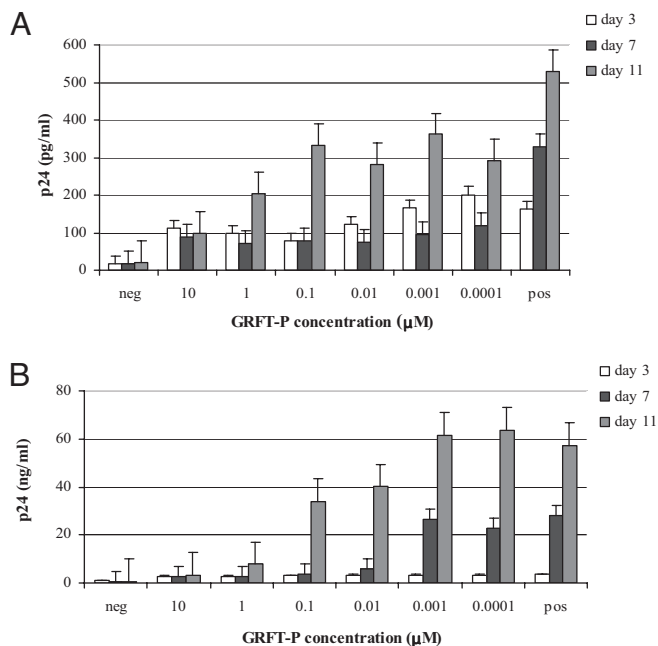 A
day 3
day 7
day 11
p24 (pg/ml)
600
500
400
300
200
100
0
neg 10 1 0.1 0.01 0.001 0.0001 pos
GRFT-P concentration (μM)
B
day 3
day 7
day 11
p24 (ng/ml)
80
60
40
20
0
neg 10 1 0.1 0.01 0.001 0.0001 pos
GRFT-P concentration (μM)